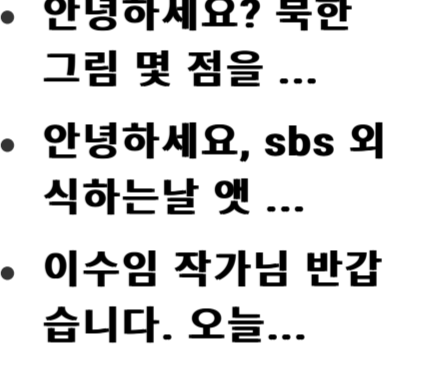 안녕하세요? 북한
그림 몇 점을 ...
안녕하세요, sbs 외
식하는날 앳 ...
이수임 작가님 반갑
습니다. 오늘...